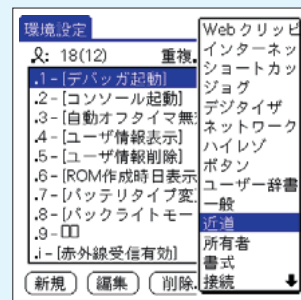 環境設定
18(12) 重複
.1 - [デバッガ起動]
.2 - [コンソール起動]
.3 - [自動オフタイマ無
.4 - [ユーザ情報表示]
.5 - [ユーザ情報削除]
.6 - [ROM作成時日表示
.7 - [バッテリタイプ変
.8 - [バックライトモー
.9 - □□
.i - [赤外線受信有効]
新規 編集 削除
Webクリッピ
インターネッ
ショートカッ
ジョグ
デジタイザ
ネットワーク
ハイレゾ
ボタン
ユーザー辞書
一般
近道
所有者
書式
接続